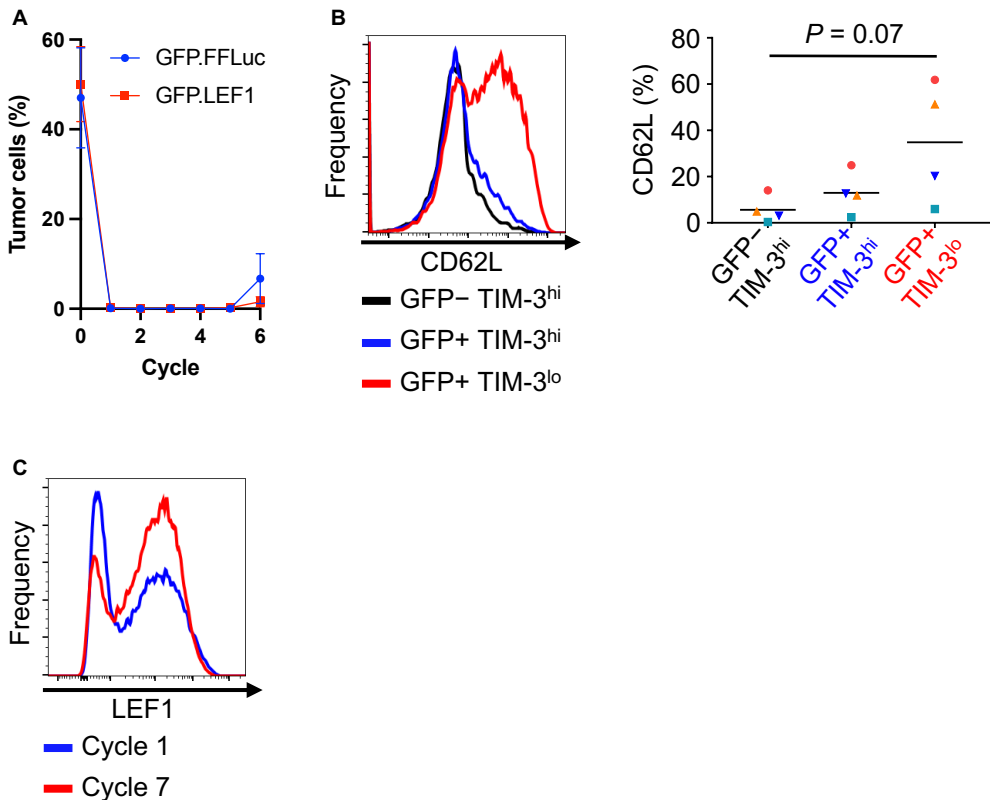 A
60
40
20
0
Tumor cells (%)
GFP.FFLuc
GFP.LEF1
0 2 4 6
Cycle
B
Frequency
CD62L
GFP− TIM-3hi
GFP+ TIM-3hi
GFP+ TIM-3lo
P = 0.07
80
60
40
20
0
CD62L (%)
GFP−
TIM-3hi
GFP+
TIM-3hi
GFP+
TIM-3lo
C
Frequency
LEF1
Cycle 1
Cycle 7